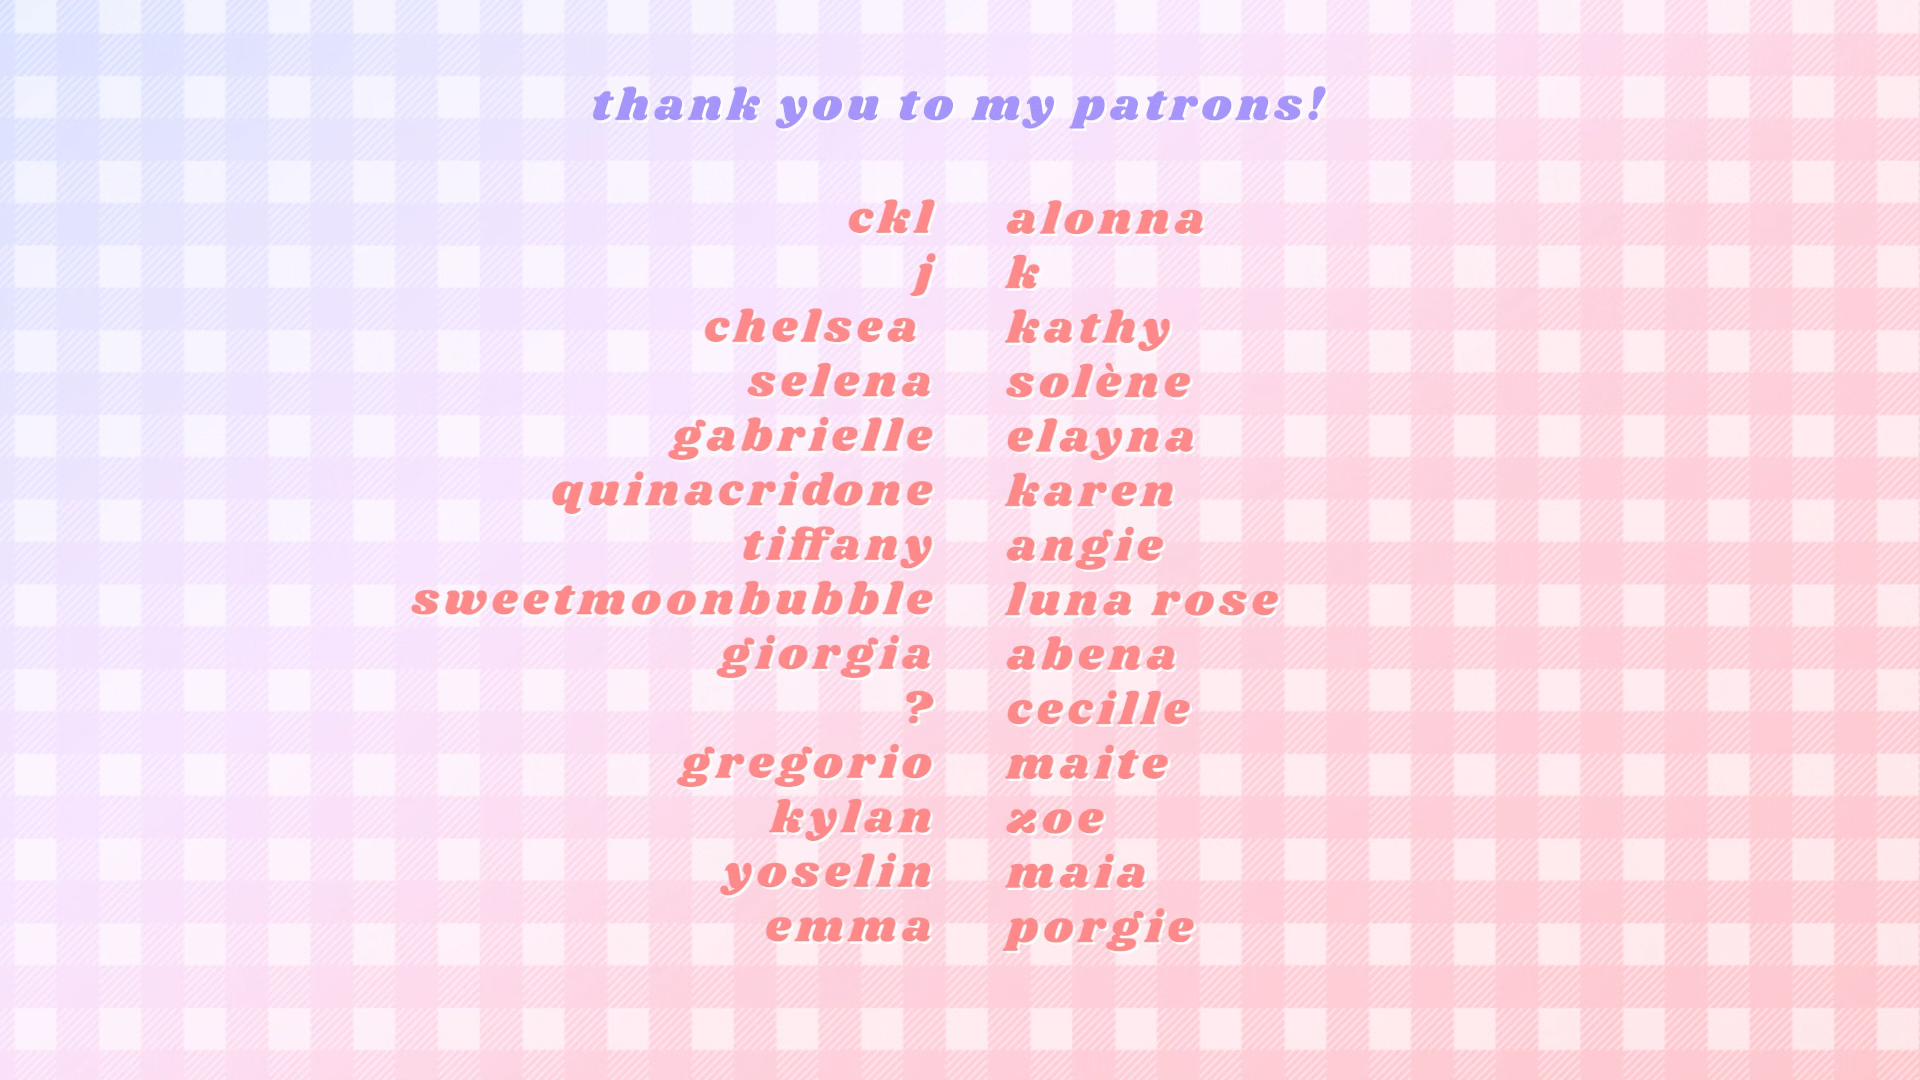 thank you to my patrons!
ckl alonna
j k
chelsea kathy
selena solène
gabrielle elayna
quinacridone karen
tiffany angie
sweetmoonbubble luna rose
giorgia abena
? cecille
gregorio maite
kylan zoe
yoselin maia
emma porgie